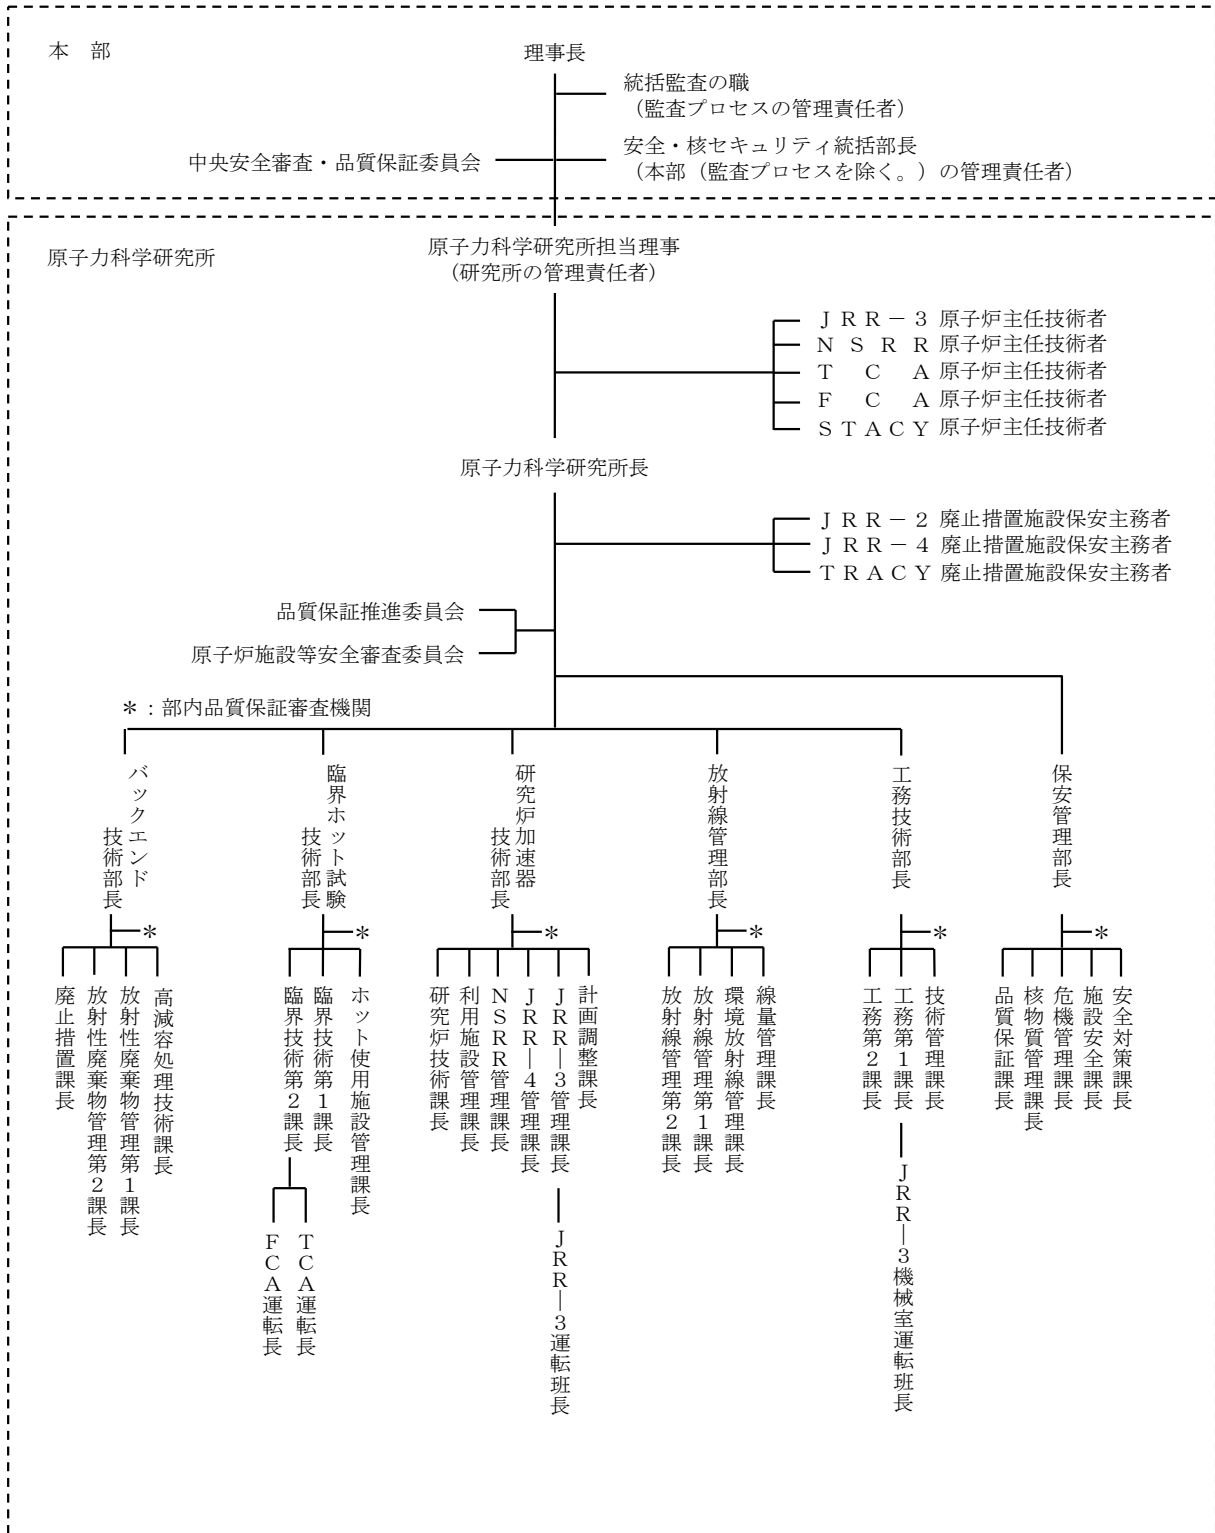 本　部
理事長
統括監査の職
（監査プロセスの管理責任者）
中央安全審査・品質保証委員会
安全・核セキュリティ統括部長
（本部（監査プロセスを除く。）の管理責任者）
原子力科学研究所
原子力科学研究所担当理事
（研究所の管理責任者）
ＪＲＲ－３ 原子炉主任技術者
ＮＳＲＲ 原子炉主任技術者
ＴＣＡ 原子炉主任技術者
ＦＣＡ 原子炉主任技術者
ＳＴＡＣＹ 原子炉主任技術者
原子力科学研究所長
ＪＲＲ－２ 廃止措置施設保安主務者
ＪＲＲ－４ 廃止措置施設保安主務者
ＴＲＡＣＹ 廃止措置施設保安主務者
品質保証推進委員会
原子炉施設等安全審査委員会
＊：部内品質保証審査機関
バックエンド
技術部長
臨界ホット試験
技術部長
研究炉加速器
技術部長
放射線管理部長
工務技術部長
保安管理部長
＊
＊
＊
＊
＊
＊
廃止措置課長
放射性廃棄物管理第２課長
放射性廃棄物管理第１課長
高減容処理技術課長
臨界技術第２課長
臨界技術第１課長
ホット使用施設管理課長
研究炉技術課長
利用施設管理課長
ＮＳＲＲ管理課長
ＪＲＲ―４管理課長
ＪＲＲ―３管理課長
計画調整課長
放射線管理第２課長
放射線管理第１課長
環境放射線管理課長
線量管理課長
工務第２課長
工務第１課長
技術管理課長
品質保証課長
核物質管理課長
危機管理課長
施設安全課長
安全対策課長
ＦＣＡ運転長
ＴＣＡ運転長
ＪＲＲ―３運転班長
ＪＲＲ―３機械室運転班長